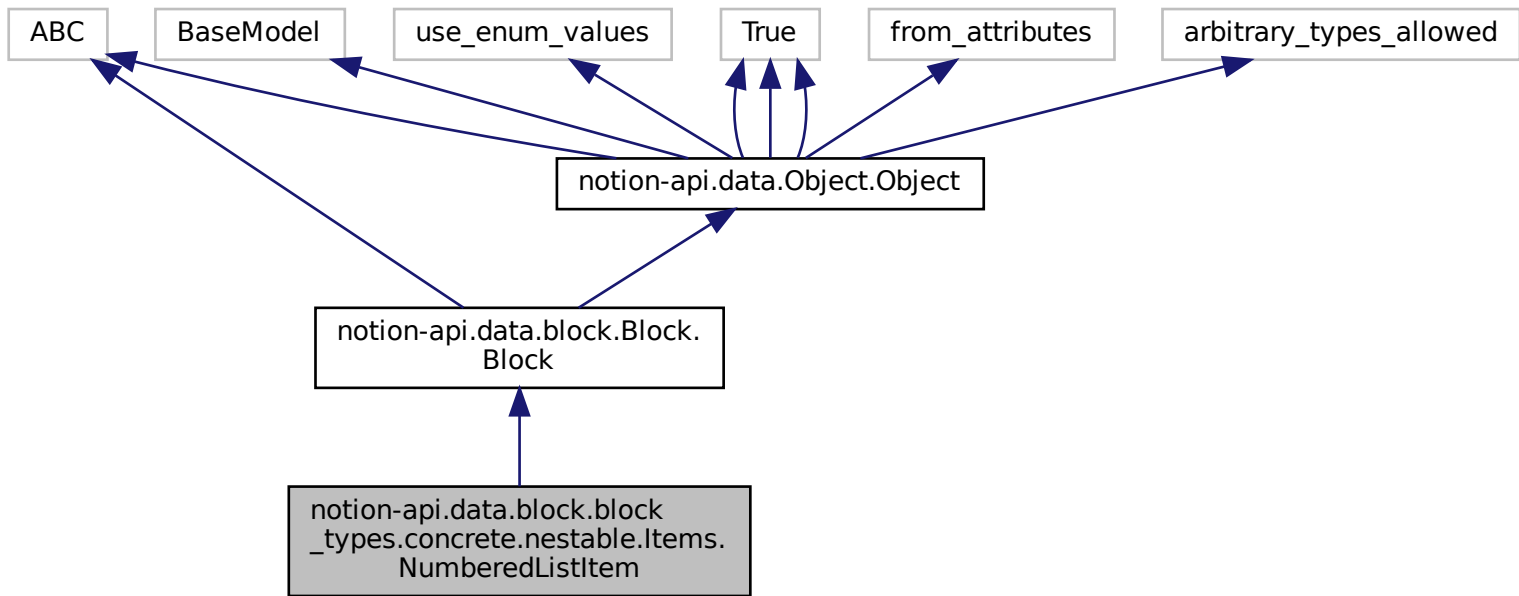 ABC
BaseModel
use_enum_values
True
from_attributes
arbitrary_types_allowed
notion-api.data.Object.Object
notion-api.data.block.Block.
Block
notion-api.data.block.block
_types.concrete.nestable.Items.
NumberedListItem